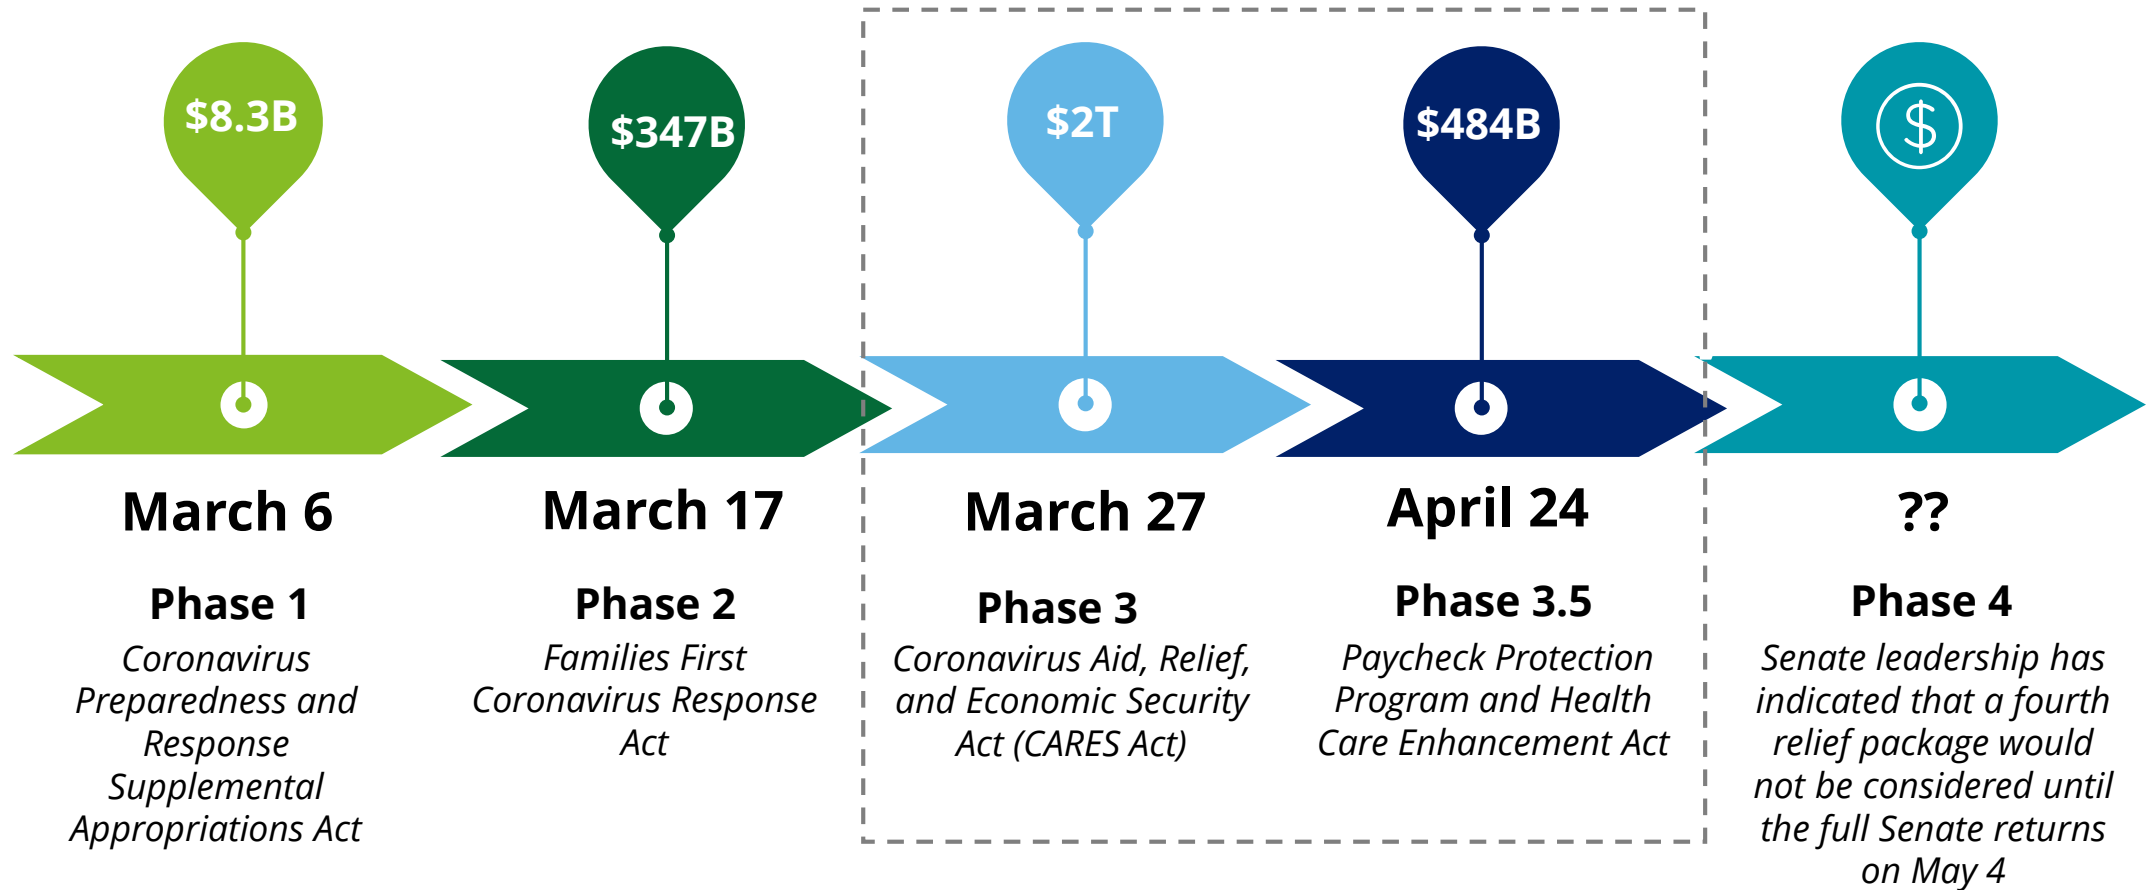 $8.3B
$347B
$2T
$484B
$
March 6
March 17
March 27
April 24
??
Phase 1
Phase 2
Phase 3
Phase 3.5
Phase 4
Coronavirus
Preparedness and
Response
Supplemental
Appropriations Act
Families First
Coronavirus Response
Act
Coronavirus Aid, Relief,
and Economic Security
Act (CARES Act)
Paycheck Protection
Program and Health
Care Enhancement Act
Senate leadership has
indicated that a fourth
relief package would
not be considered until
the full Senate returns
on May 4